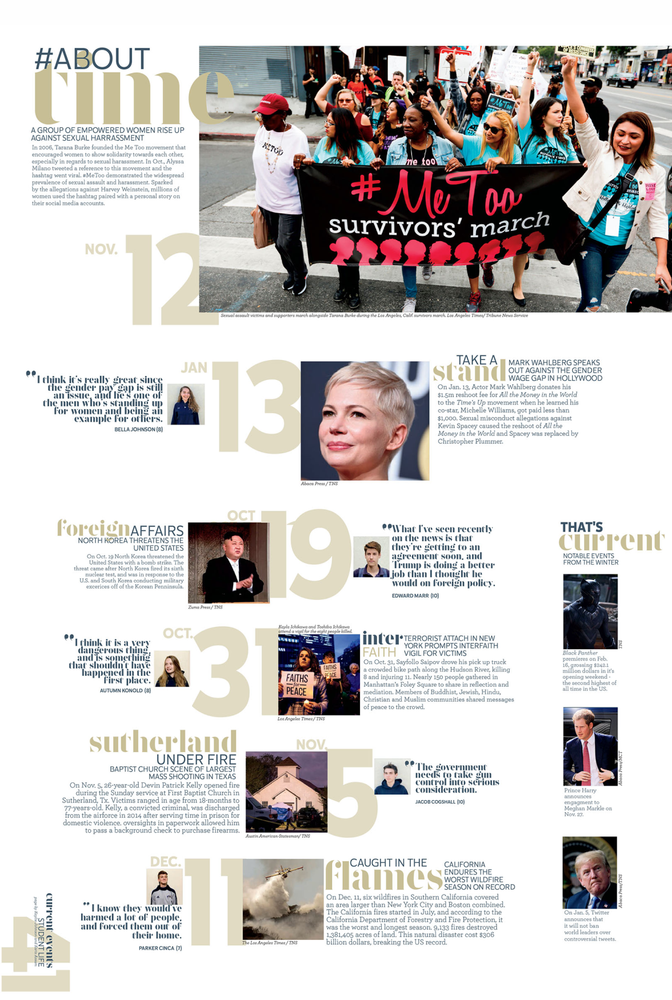 #ABOUT
time
A GROUP OF EMPOWERED WOMEN RISE UP
AGAINST SEXUAL HARRASSMENT
In 2006, Tarana Burke founded the Me Too movement that
encouraged women to show solidarity towards each other,
especially in regards to sexual harassment. In Oct., Alyssa
Milano tweeted a reference to this movement and the
hashtag went viral. #MeToo demonstrated the widespread
prevalence of sexual assault and harassment. Sparked
by the allegations against Harvey Weinstein, millions of
women used the hashtag paired with a personal story on
their social media accounts.
NOV.
12
#MeToo
me too
# Me Too
survivors' march
Sexual assault victims and supporters march alongside Tarana Burke during the Los Angeles, Calif. survivors march. Los Angeles Times/ Tribune News Service
"I think it's really great since
the gender pay gap is still
an issue, and he's one of
the men who's standing up
for women and being an
example for others.
BELLA JOHNSON (8)
JAN
13
Abaca Press / TNS
TAKE A
stand
MARK WAHLBERG SPEAKS
OUT AGAINST THE GENDER
WAGE GAP IN HOLLYWOOD
On Jan. 13, Actor Mark Wahlberg donates his
$1.5m reshoot fee for All the Money in the World
to the Time's Up movement when he learned his
co-star, Michelle Williams, got paid less than
$1,000. Sexual misconduct allegations against
Kevin Spacey caused the reshoot of All the
Money in the World and Spacey was replaced by
Christopher Plummer.
foreign AFFAIRS
NORTH KOREA THREATENS THE
UNITED STATES
On Oct. 19 North Korea threatened the
United States with a bomb strike. The
threat came after North Korea fired its sixth
nuclear test, and was in response to the
U.S. and South Korea conducting military
excerices off of the Korean Penninsula.
OCT
19
Zuma Press / TNS
"What I've seen recently
on the news is that
they're getting to an
agreement soon, and
Trump is doing a better
job than I thought he
would on foreign policy.
EDWARD MARR (10)
"I think it is a very
dangerous thing,
and is something
that shouldn't have
happened in the
first place.
AUTUMN KONOLD (8)
OCT.
31
Kayla Ichikawa and Toshiba Ichikawa
attend a vigil for the eight people killed.
FAITHS
for
PEACE
FAITHS
for
PEACE
Los Angeles Times / TNS
inter
FAITH
TERRORIST ATTACH IN NEW
YORK PROMPTS INTERFAITH
VIGIL FOR VICTIMS
On Oct. 31, Sayfollo Saipov drove his pick up truck
a crowded bike path along the Hudson River, killing
8 and injuring 11. Nearly 150 people gathered in
Manhattan's Foley Square to share in reflection and
mediation. Members of Buddhist, Jewish, Hindu,
Christian and Muslim communities shared messages
of peace to the crowd.
sutherland
UNDER FIRE
BAPTIST CHURCH SCENE OF LARGEST
MASS SHOOTING IN TEXAS
On Nov. 5, 26-year-old Devin Patrick Kelly opened fire
during the Sunday service at First Baptist Church in
Sutherland, Tx. Victims ranged in age from 18-months to
77-years-old. Kelly, a convicted criminal, was discharged
from the airforce in 2014 after serving time in prison for
domestic violence. oversights in paperwork allowed him
to pass a background check to purchase firearms.
NOV.
5
Austin American-Statesman/ TNS
"The government
needs to take gun
control into serious
consideration.
JACOB COGSHALL (10)
DEC.
11
"I know they would've
harmed a lot of people,
and forced them out of
their home.
PARKER CINCA (7)
The Los Angeles Times / TNS
CAUGHT IN THE
flames
CALIFORNIA
ENDURES THE
WORST WILDFIRE
SEASON ON RECORD
On Dec. 11, six wildfires in Southern California covered
an area larger than New York City and Boston combined.
The California fires started in July, and according to the
California Department of Forestry and Fire Protection, it
was the worst and longest season. 9,133 fires destroyed
1,381,405 acres of land. This natural disaster cost $306
billion dollars, breaking the US record.
THAT'S
current
NOTABLE EVENTS
FROM THE WINTER
TNS
Black Panther
premieres on Feb.
16, grossing $242.1
million dollars in it's
opening weekend -
the second highest of
all time in the US.
Abaca Press/MCT
Prince Harry
announces
engagment to
Meghan Markle on
Nov. 27.
Abaca Press/TNS
On Jan. 5, Twitter
announces that
it will not ban
world leaders over
controversial tweets.
current events
STUDENT LIFE
14